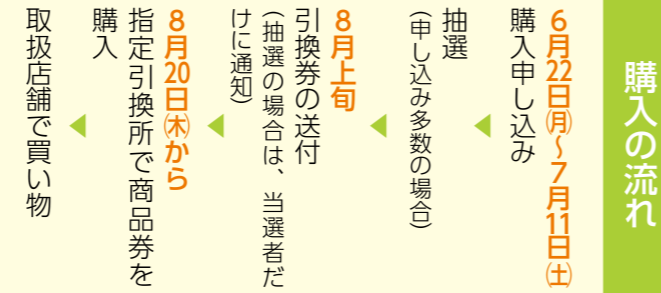 購入の流れ
6月22日㈪～7月11日㈯
購入申し込み
抽選
（申し込み多数の場合）
8月上旬
引換券の送付
（抽選の場合は、当選者だ
けに通知）
8月20日㈭から
指定引換所で商品券を
購入
取扱店舗で買い物